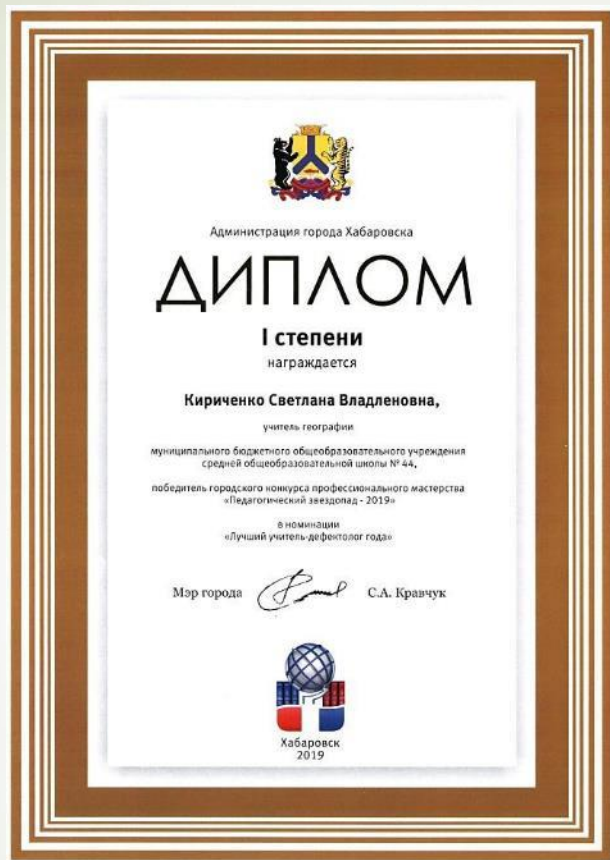 Администрация города Хабаровска
ДИПЛОМ
I степени
награждается
Кириченко Светлана Владленовна,
учитель географии
муниципального бюджетного общеобразовательного учреждения
средней общеобразовательной школы № 44,
победитель городского конкурса профессионального мастерства
«Педагогический звездопад - 2019»
в номинации
«Лучший учитель-дефектолог года»
Мэр города С.А. Кравчук
Хабаровск
2019